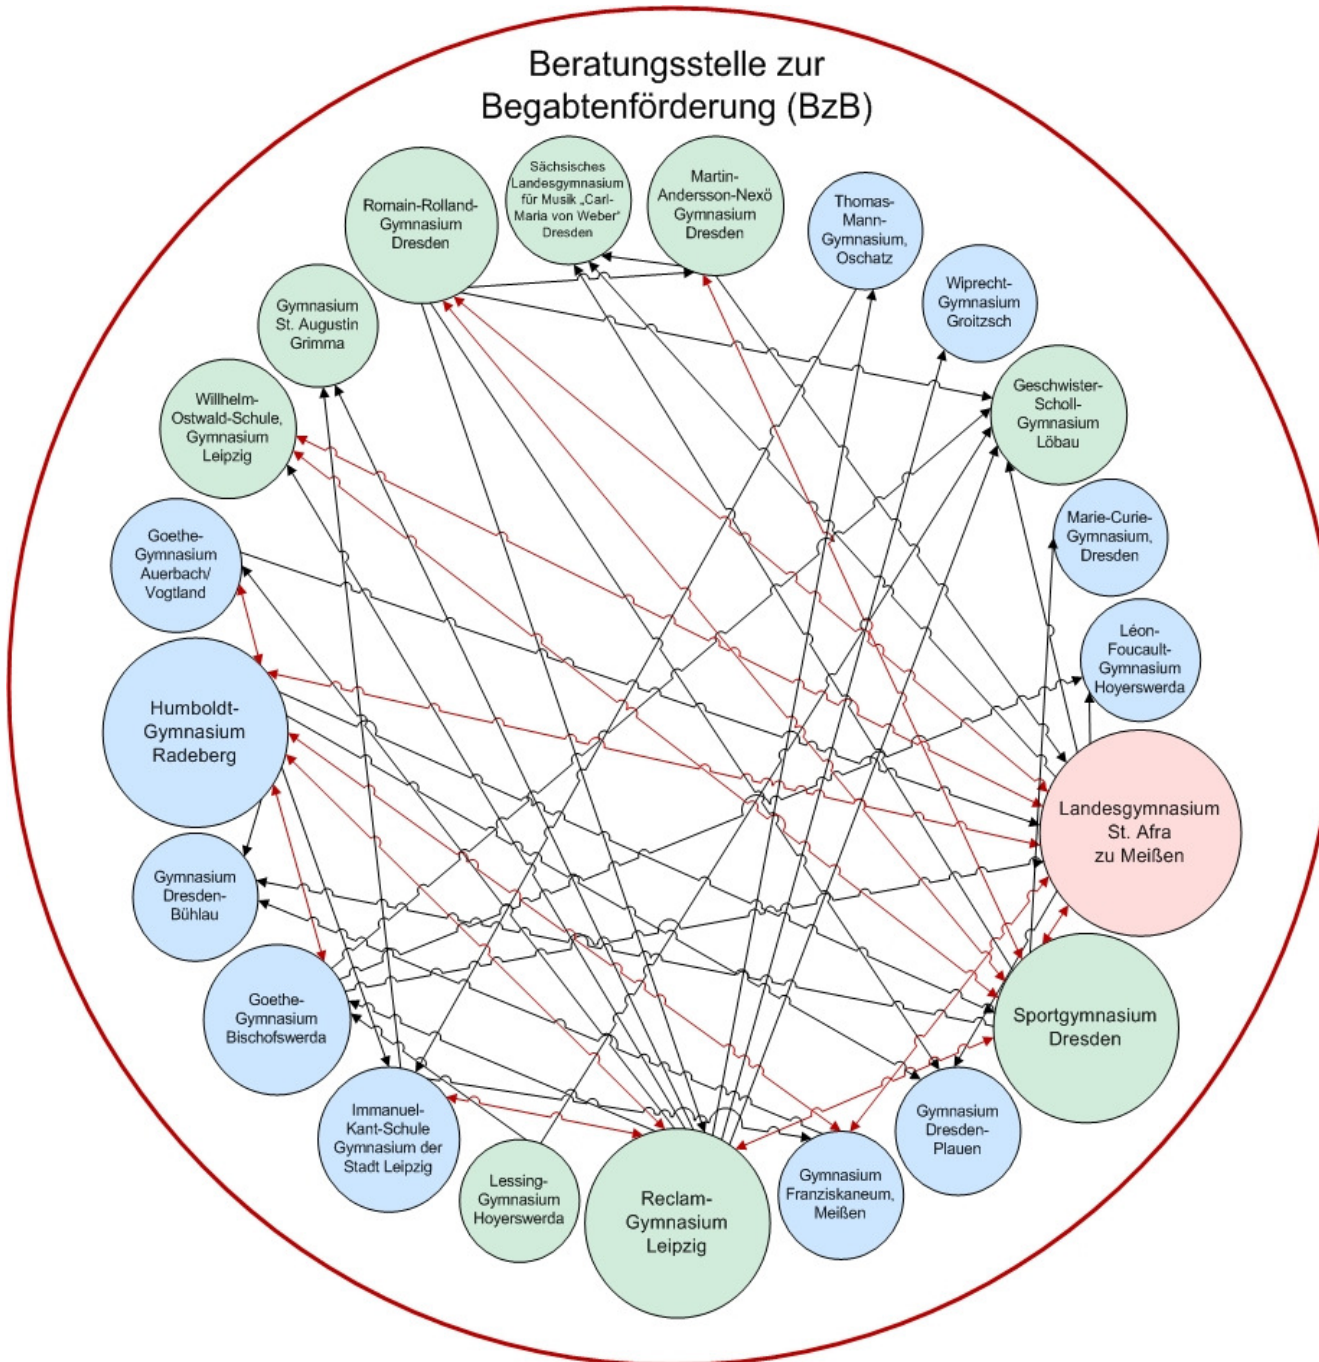 Beratungsstelle zur
Begabtenförderung (BzB)
Sächsisches
Landesgymnasium
für Musik „Carl-
Maria von Weber“
Dresden
Martin-
Andersson-Nexö
Gymnasium
Dresden
Thomas-
Mann-
Gymnasium,
Oschatz
Wiprecht-
Gymnasium
Groitzsch
Geschwister-
Scholl-
Gymnasium
Löbau
Marie-Curie-
Gymnasium,
Dresden
Léon-
Foucault-
Gymnasium
Hoyerswerda
Landesgymnasium
St. Afra
zu Meißen
Sportgymnasium
Dresden
Gymnasium
Dresden-
Plauen
Gymnasium
Franziskaneum,
Meißen
Reclam-
Gymnasium
Leipzig
Lessing-
Gymnasium
Hoyerswerda
Immanuel-
Kant-Schule
Gymnasium der
Stadt Leipzig
Goethe-
Gymnasium
Bischofswerda
Gymnasium
Dresden-
Bühlau
Humboldt-
Gymnasium
Radeberg
Goethe-
Gymnasium
Auerbach/
Vogtland
Willhelm-
Ostwald-Schule,
Gymnasium
Leipzig
Gymnasium
St. Augustin
Grimma
Romain-Rolland-
Gymnasium
Dresden